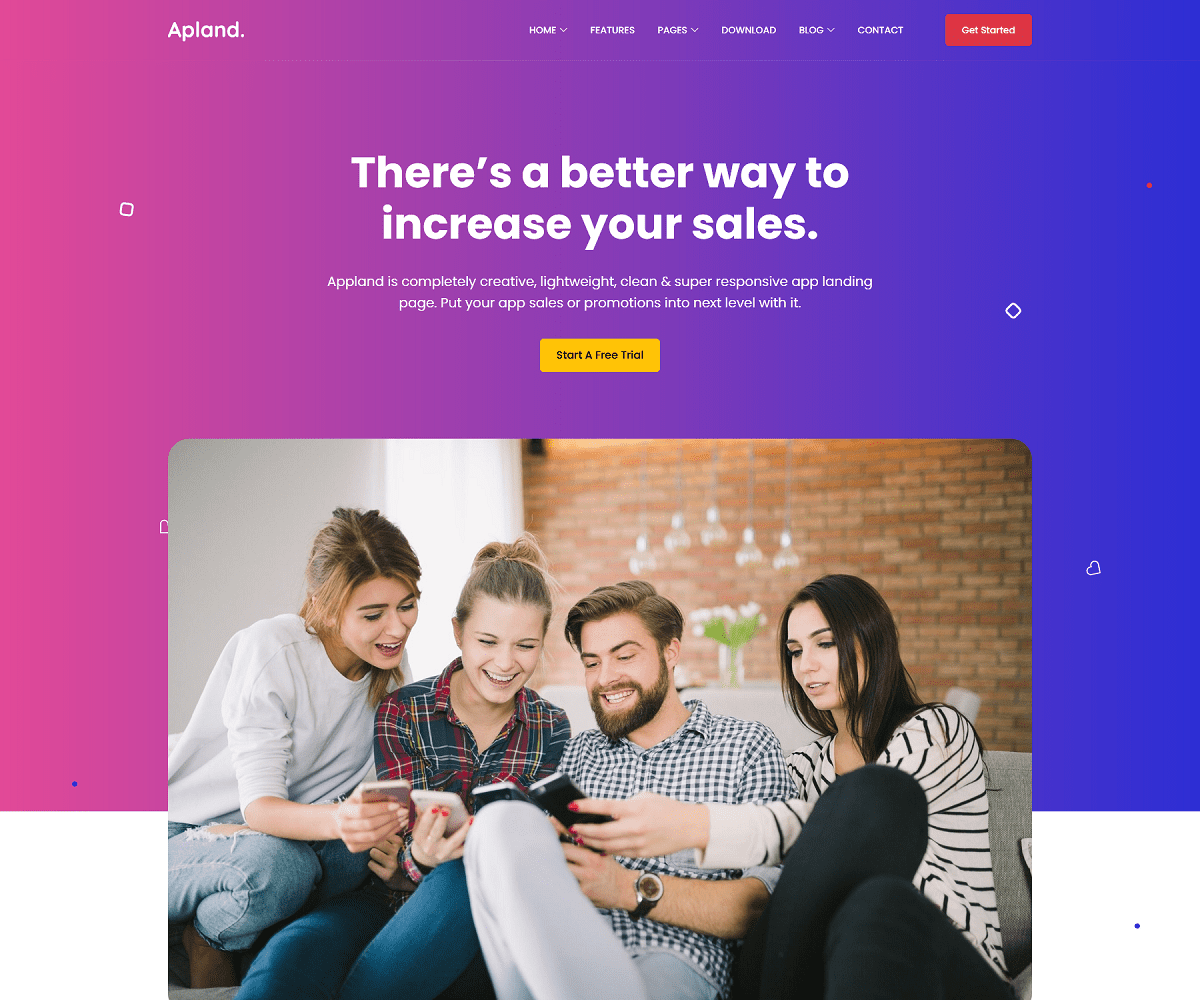 Apland.
HOME FEATURES PAGES DOWNLOAD BLOG CONTACT Get Started
There's a better way to
increase your sales.
Appland is completely creative, lightweight, clean & super responsive app landing
page. Put your app sales or promotions into next level with it.
Start A Free Trial